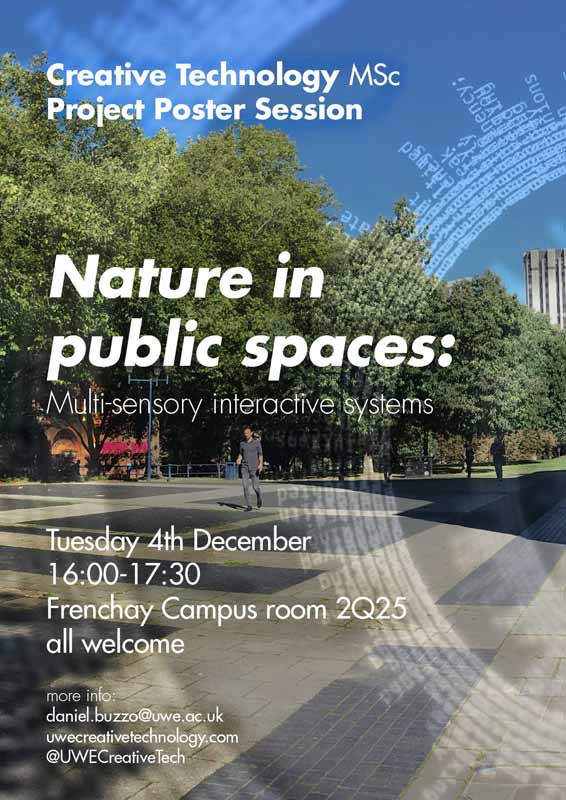 Creative Technology MSc
Project Poster Session
Nature in
public spaces:
Multi-sensory interactive systems
Tuesday 4th December
16:00-17:30
Frenchay Campus room 2Q25
all welcome
more info:
daniel.buzzo@uwe.ac.uk
uwecreativetechnology.com
@UWECreativeTech